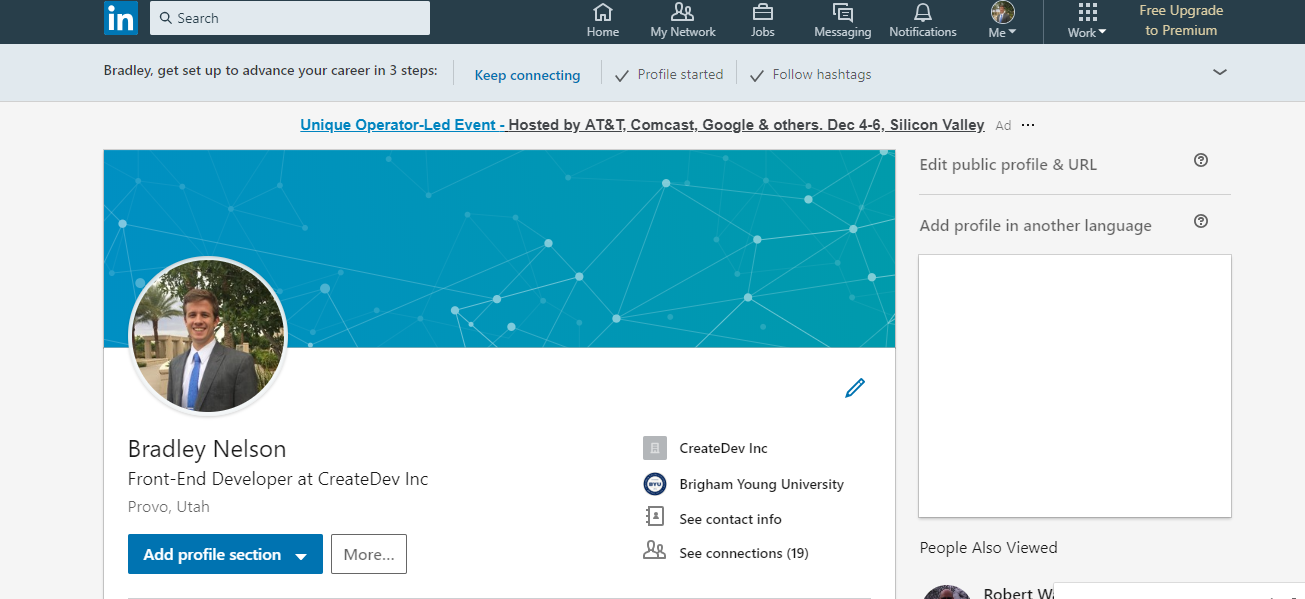 in
Search
Home
My Network
Jobs
Messaging
Notifications
Me
Work
Free Upgrade
to Premium
Bradley, get set up to advance your career in 3 steps:
Keep connecting
Profile started
Follow hashtags
Unique Operator-Led Event - Hosted by AT&T, Comcast, Google & others. Dec 4-6, Silicon Valley
Ad
Edit public profile & URL
Add profile in another language
Bradley Nelson
Front-End Developer at CreateDev Inc
Provo, Utah
Add profile section
More...
CreateDev Inc
BYU
Brigham Young University
See contact info
See connections (19)
People Also Viewed
Robert